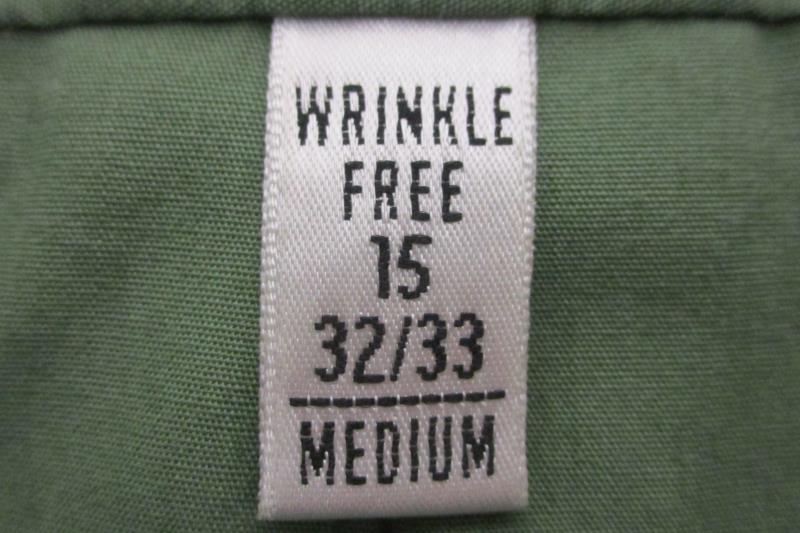 WRINKLE
FREE
15
32/33
MEDIUM